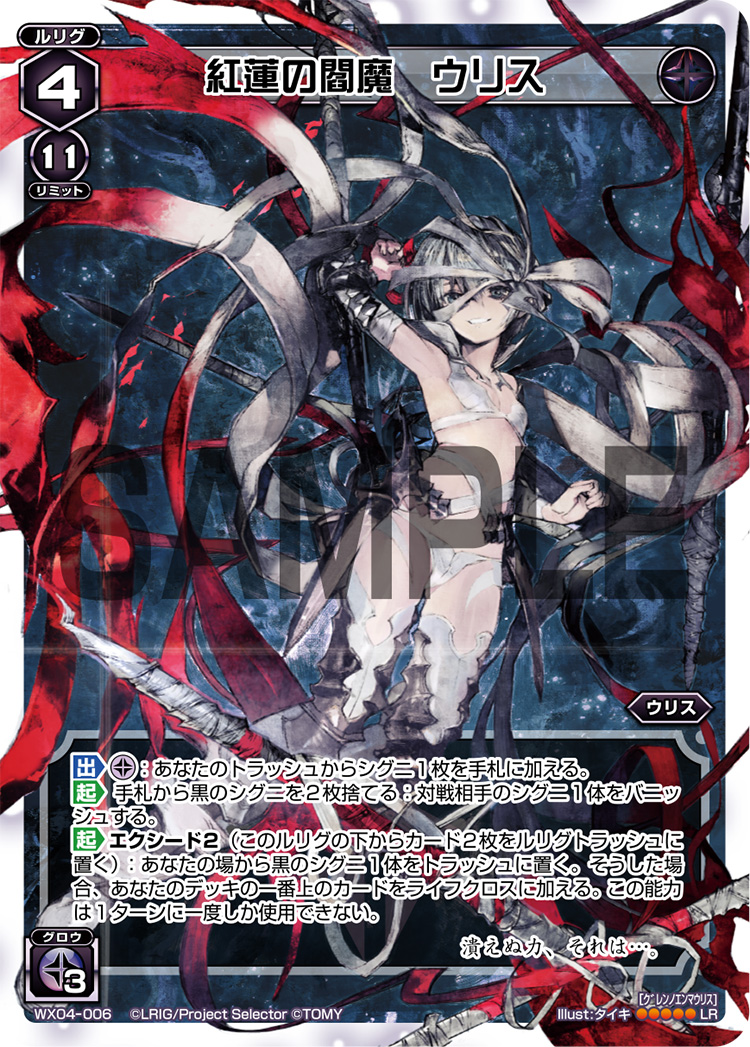 ルリグ
4
紅蓮の閻魔 ウリス
11
リミット
SAMPLE
ウリス
出 : あなたのトラッシュからシグニ1枚を手札に加える。
起 手札から黒のシグニを2枚捨てる：対戦相手のシグニ1体をバニッ
シュする。
起 エクシード2（このルリグの下からカード2枚をルリグトラッシュに
置く）：あなたの場から黒のシグニ1体をトラッシュに置く。そうした場
合、あなたのデッキの一番上のカードをライフクロスに加える。この能力
は1ターンに一度しか使用できない。
潰えぬ力、それは…。
グロウ
3
[グレンノエンマウリス]
WX04-006 ©LRIG/Project Selector ©TOMY Illust:タイキ LR